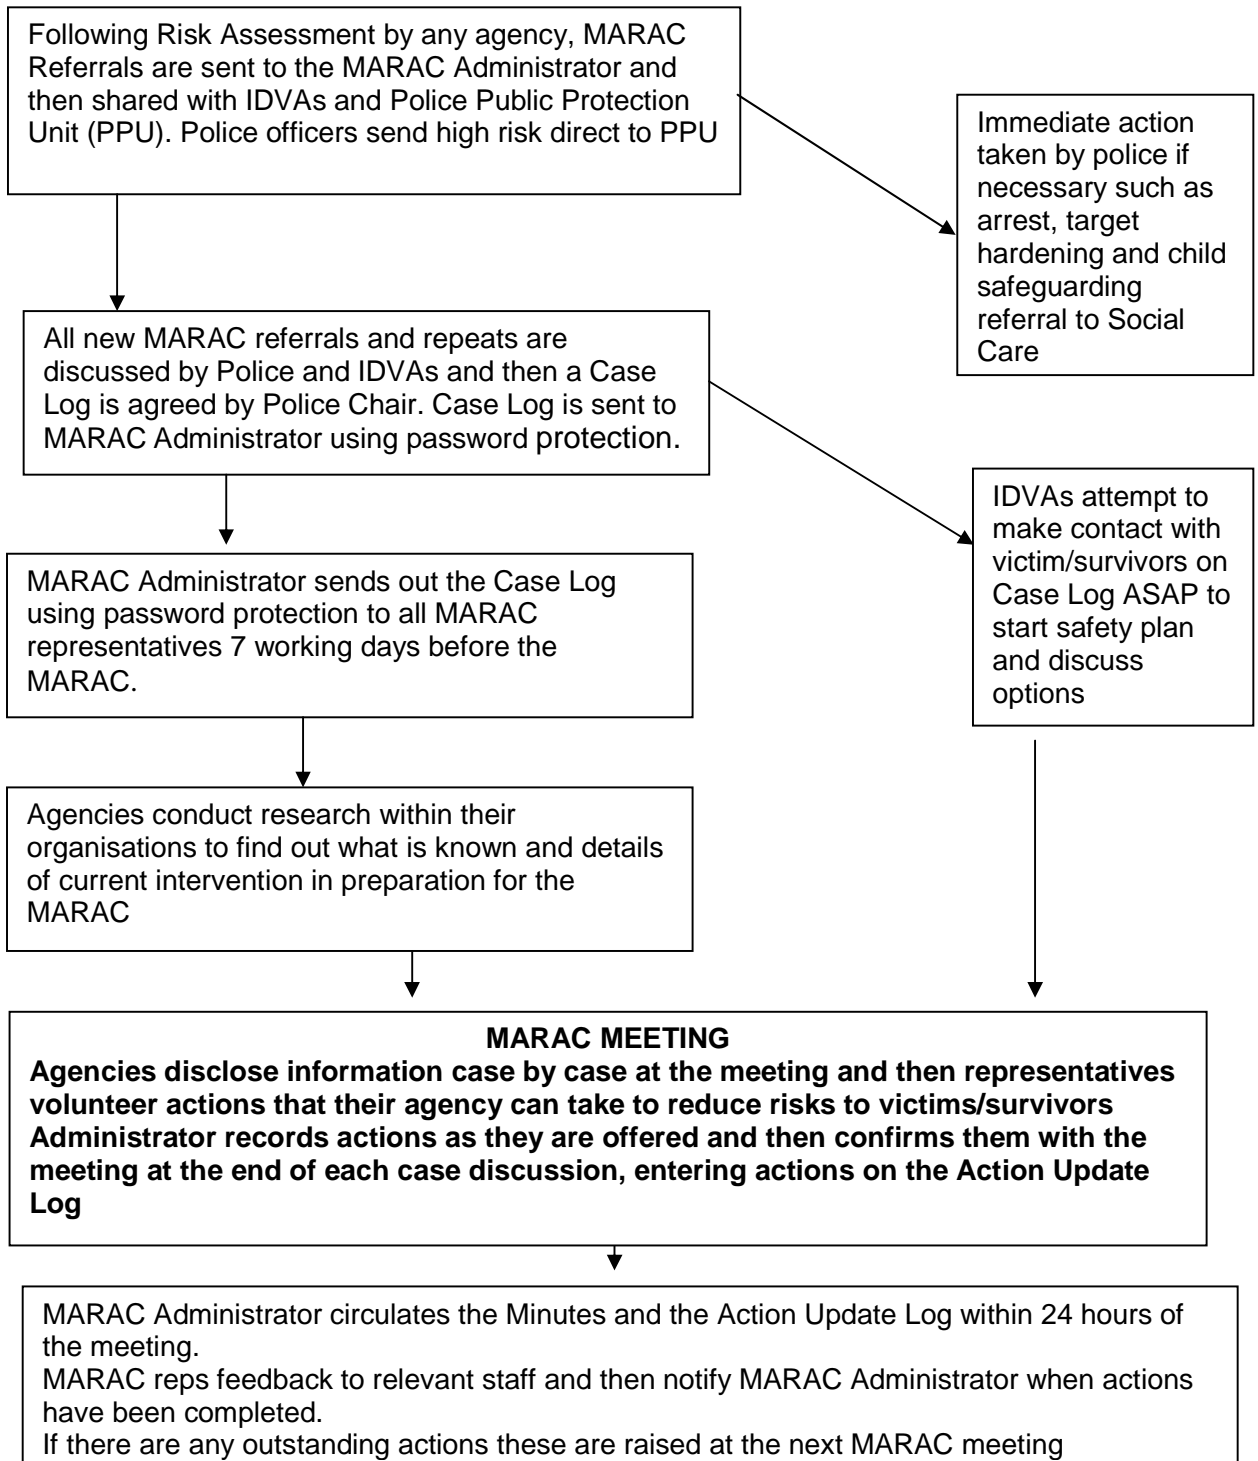 Following Risk Assessment by any agency, MARAC
Referrals are sent to the MARAC Administrator and
then shared with IDVAs and Police Public Protection
Unit (PPU). Police officers send high risk direct to PPU
Immediate action
taken by police if
necessary such as
arrest, target
hardening and child
safeguarding
referral to Social
Care
All new MARAC referrals and repeats are
discussed by Police and IDVAs and then a Case
Log is agreed by Police Chair. Case Log is sent to
MARAC Administrator using password protection.
IDVAs attempt to
make contact with
victim/survivors on
Case Log ASAP to
start safety plan
and discuss
options
MARAC Administrator sends out the Case Log
using password protection to all MARAC
representatives 7 working days before the
MARAC.
Agencies conduct research within their
organisations to find out what is known and details
of current intervention in preparation for the
MARAC
MARAC MEETING
Agencies disclose information case by case at the meeting and then representatives
volunteer actions that their agency can take to reduce risks to victims/survivors
Administrator records actions as they are offered and then confirms them with the
meeting at the end of each case discussion, entering actions on the Action Update
Log
MARAC Administrator circulates the Minutes and the Action Update Log within 24 hours of
the meeting.
MARAC reps feedback to relevant staff and then notify MARAC Administrator when actions
have been completed.
If there are any outstanding actions these are raised at the next MARAC meeting